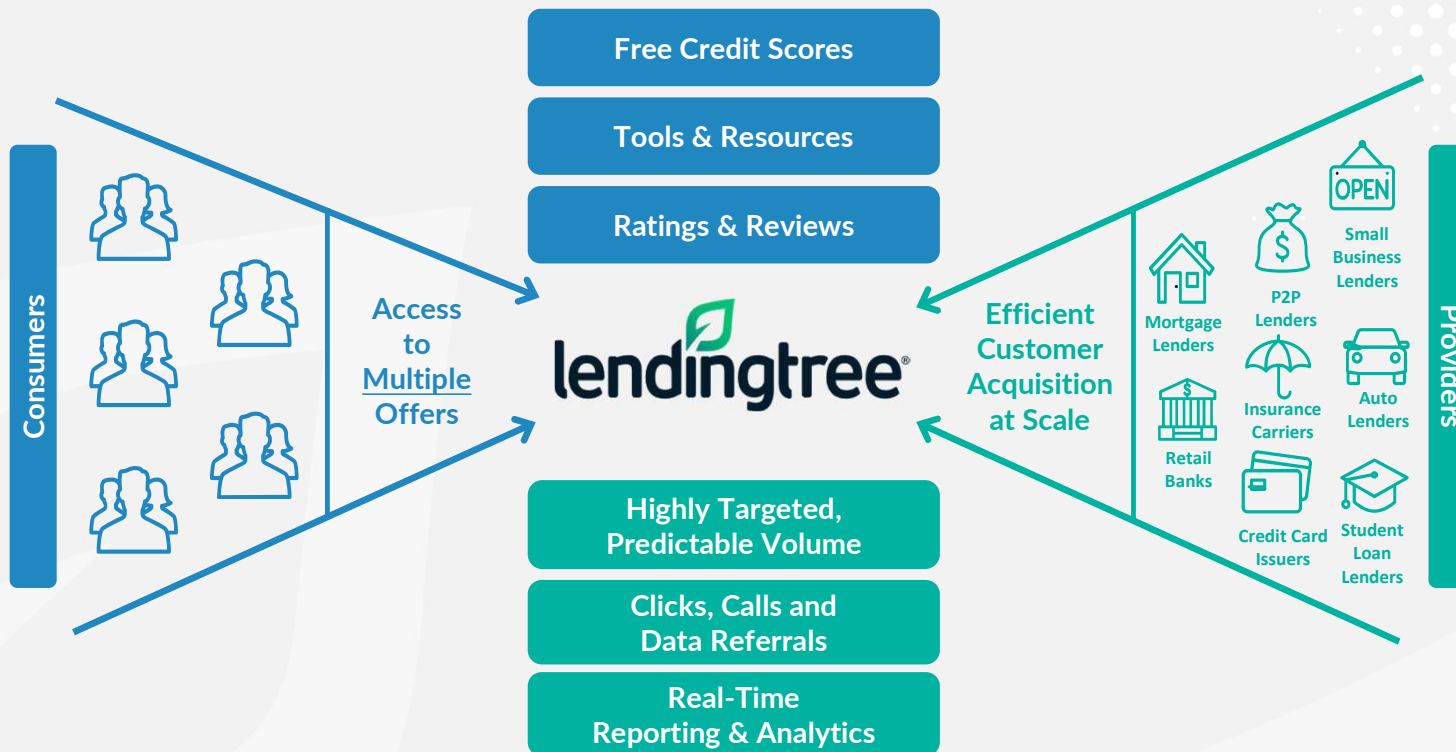 Free Credit Scores
Tools & Resources
Ratings & Reviews
Consumers
Access
to
Multiple
Offers
lendingtree®
Efficient
Customer
Acquisition
at Scale
OPEN
Small
Business
Lenders
$
P2P
Lenders
Mortgage
Lenders
Insurance
Carriers
Auto
Lenders
$
Retail
Banks
Credit Card
Issuers
Student
Loan
Lenders
Providers
Highly Targeted,
Predictable Volume
Clicks, Calls and
Data Referrals
Real-Time
Reporting & Analytics